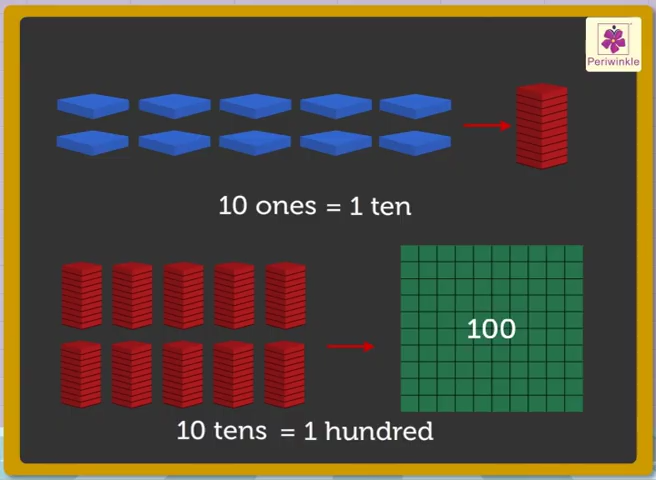 Periwinkle
10 ones = 1 ten
100
10 tens = 1 hundred